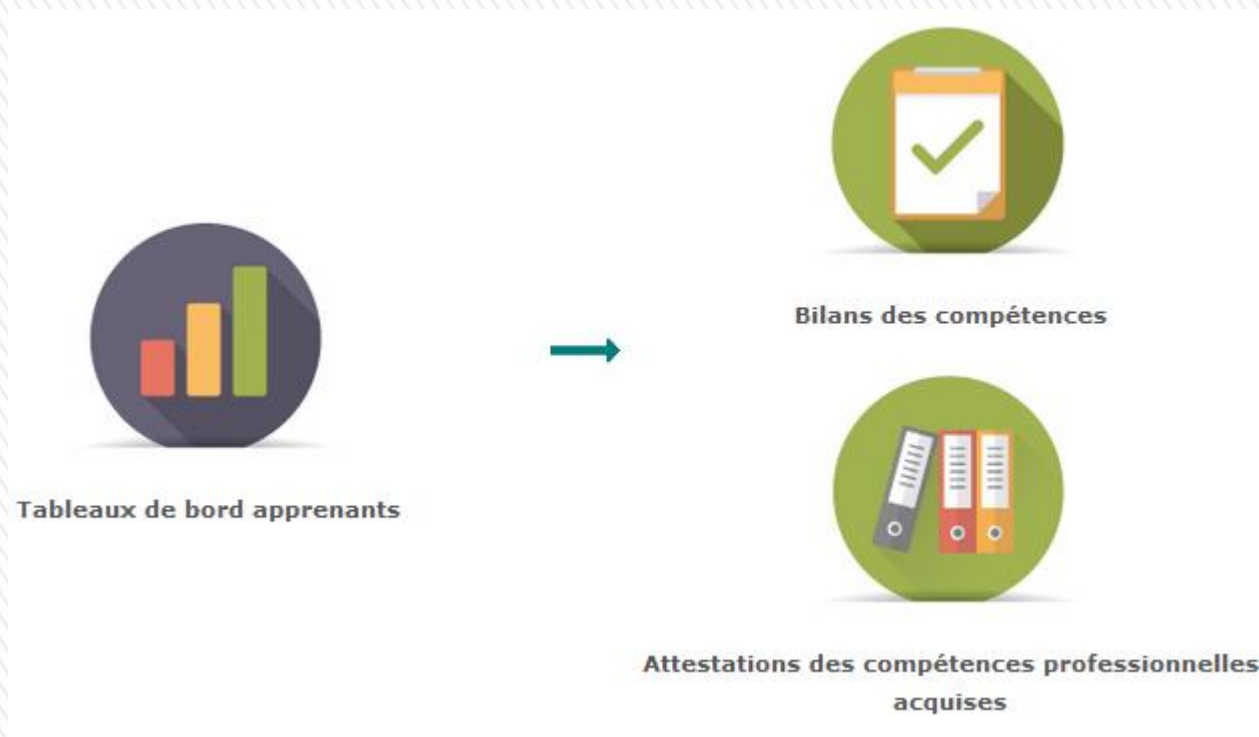 Bilans des compétences
Tableaux de bord apprenants
Attestations des compétences professionnelles
acquises